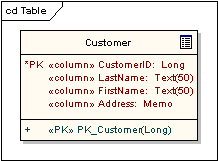 cd Table
Customer
*PK «column» CustomerID: Long
«column» LastName: Text(50)
«column» FirstName: Text(50)
«column» Address: Memo
+ «PK» PK_Customer(Long)